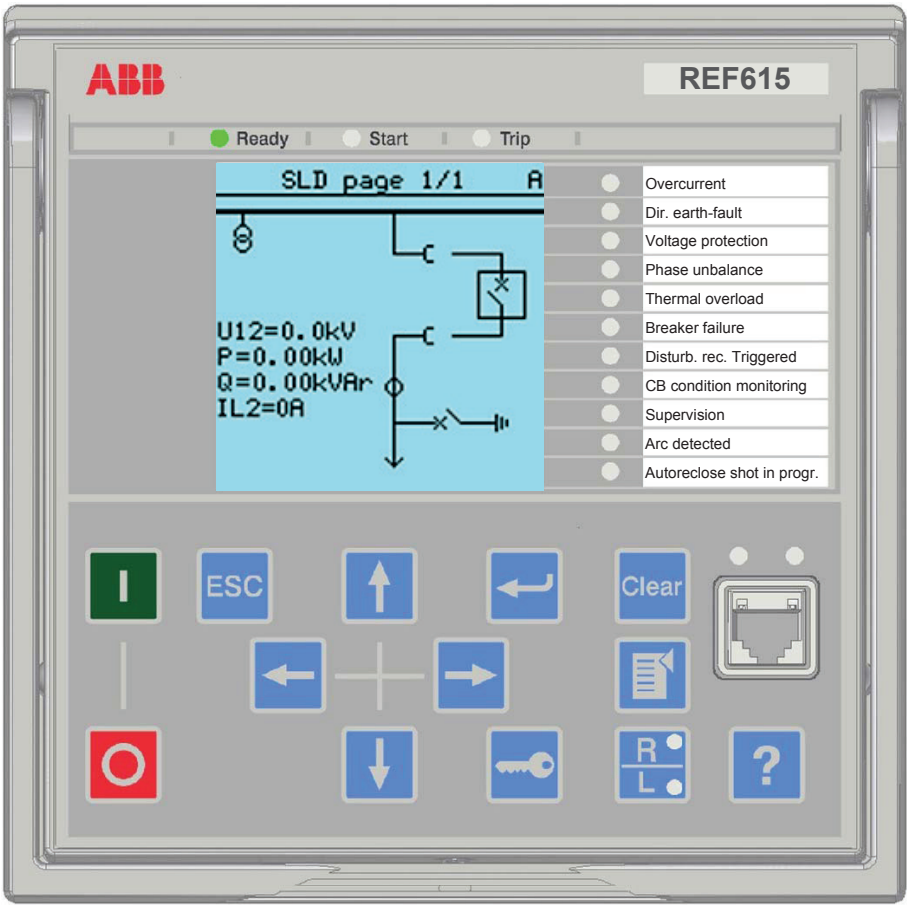 ABB
REF615
Ready
Start
Trip
SLD page 1/1 A
Overcurrent
Dir. earth-fault
Voltage protection
Phase unbalance
Thermal overload
Breaker failure
Disturb. rec. Triggered
CB condition monitoring
Supervision
Arc detected
Autoreclose shot in progr.
U12=0.0kV
P=0.00kW
Q=0.00kVAr
IL2=0A
I
ESC
Clear
O
R
L
?